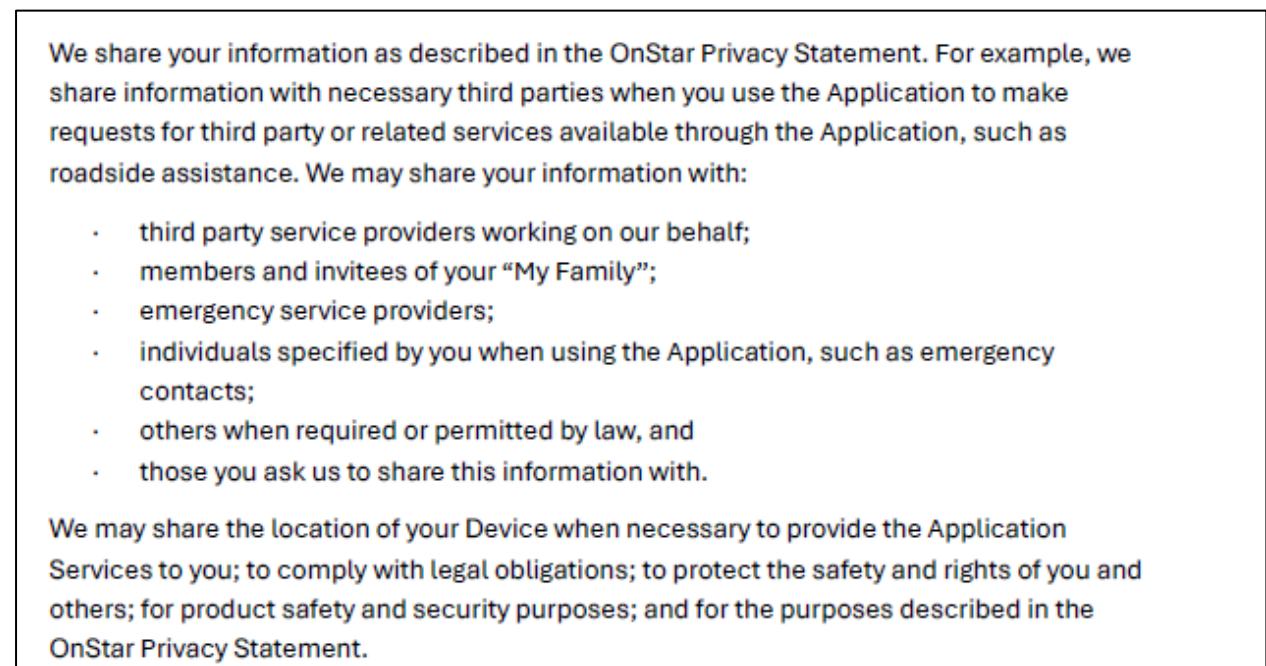 We share your information as described in the OnStar Privacy Statement. For example, we
share information with necessary third parties when you use the Application to make
requests for third party or related services available through the Application, such as
roadside assistance. We may share your information with:
· third party service providers working on our behalf;
· members and invitees of your “My Family”;
· emergency service providers;
· individuals specified by you when using the Application, such as emergency
contacts;
· others when required or permitted by law, and
· those you ask us to share this information with.
We may share the location of your Device when necessary to provide the Application
Services to you; to comply with legal obligations; to protect the safety and rights of you and
others; for product safety and security purposes; and for the purposes described in the
OnStar Privacy Statement.